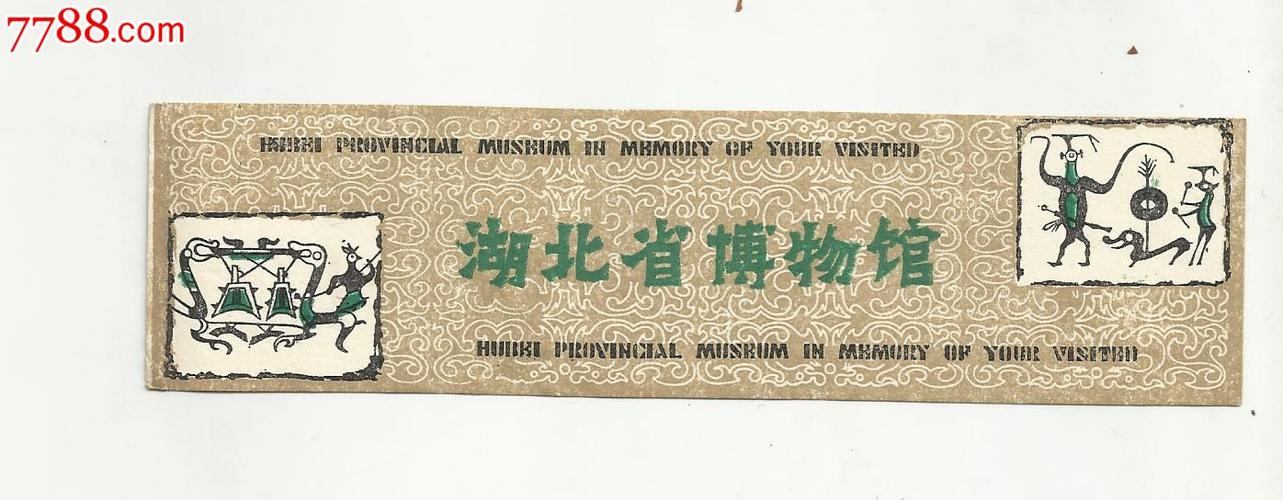 7788.com
HUBEI PROVINCIAL MUSEUM IN MEMORY OF YOUR VISITED
湖北省博物馆
HUBEI PROVINCIAL MUSEUM IN MEMORY OF YOUR VISITED